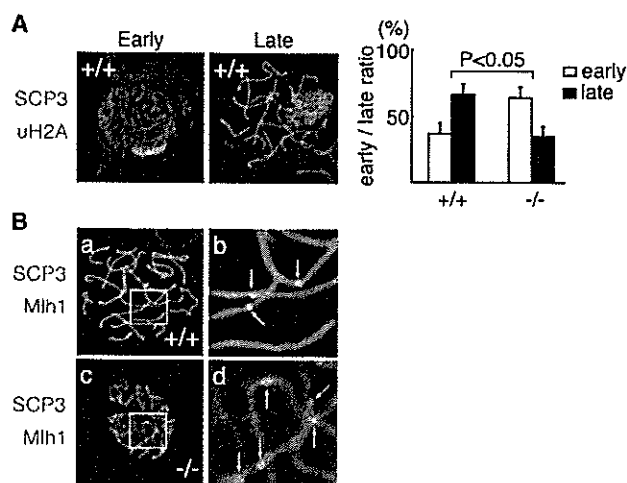 A
Early
Late
+/+
+/+
SCP3
uH2A
(%)
100
50
early / late ratio
P<0.05
early
late
+/+
-/-
B
a
b
SCP3
Mlh1
+/+
c
d
SCP3
Mlh1
-/-